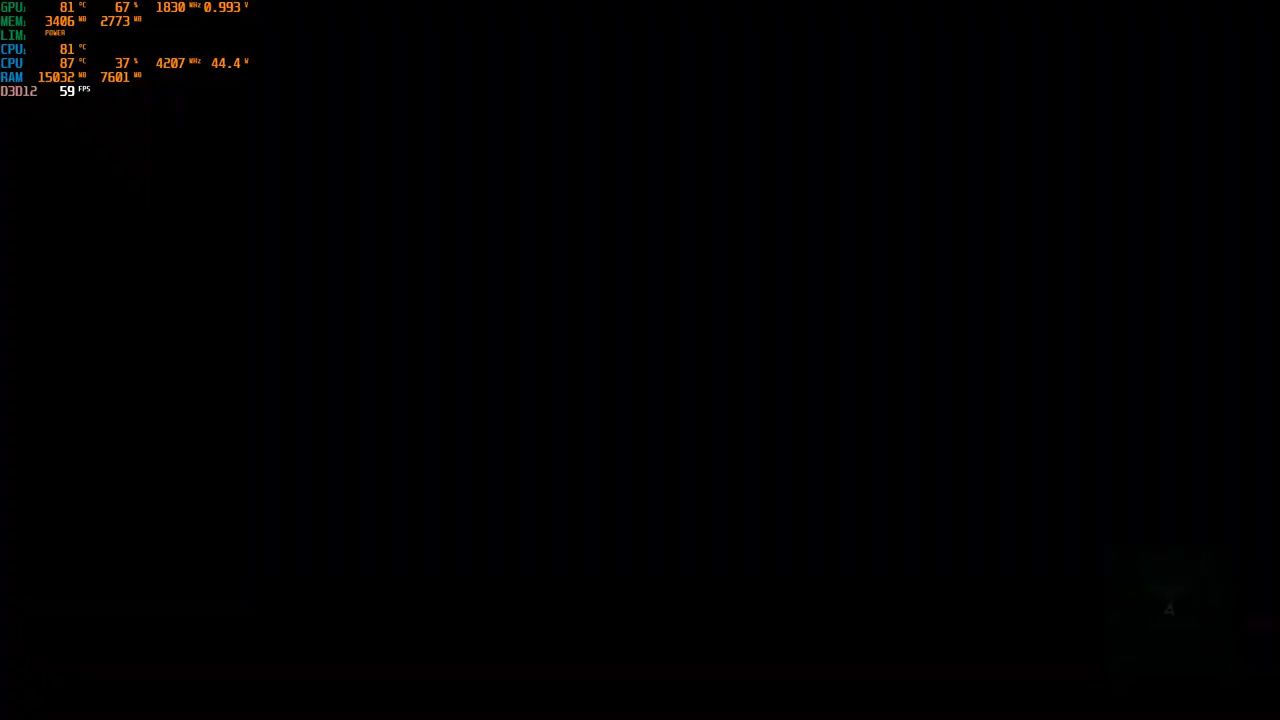 GPU 81 °C 67 % 1830 MHz 0.993 V
MEM 3406 MB 2773 MB
LIM POWER
CPU 81 °C
CPU 87 °C 37 % 4207 MHz 44.4 W
RAM 15032 MB 7601 MB
D3D12 59 FPS